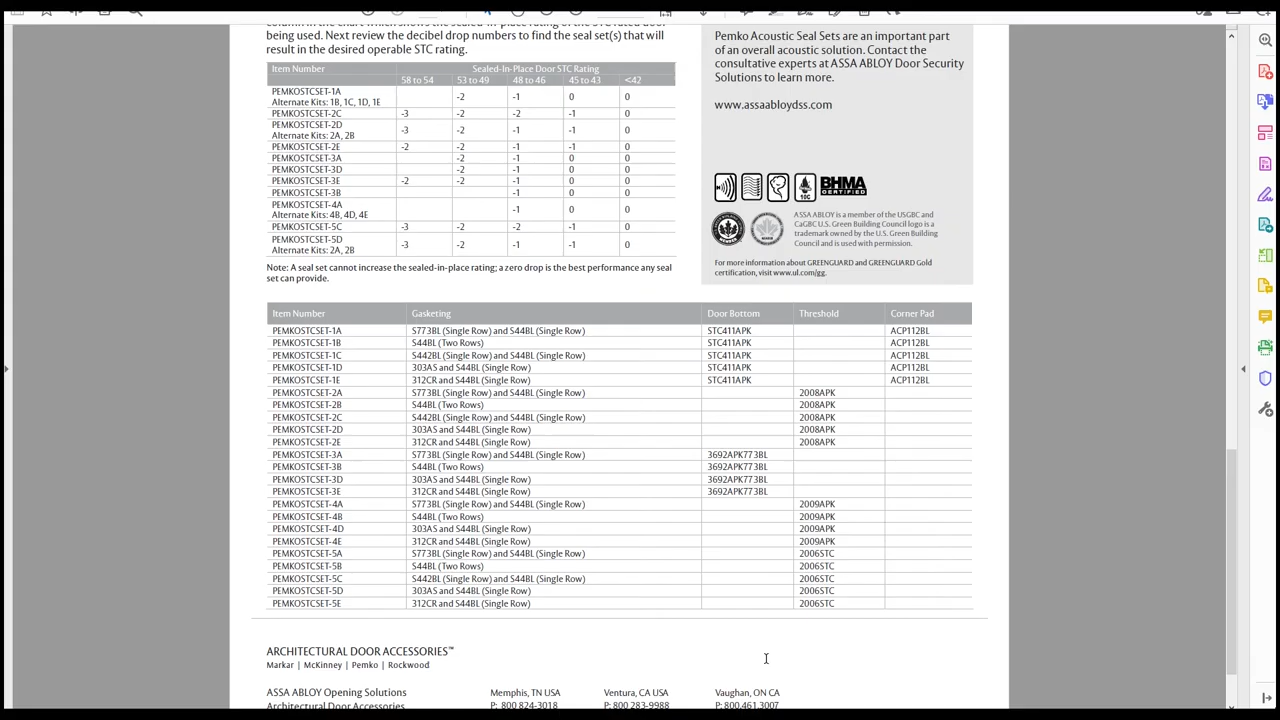 being used. Next review the decibel drop numbers to find the seal set(s) that will
result in the desired operable STC rating.
Item Number Sealed-In-Place Door STC Rating
58 to 54 53 to 49 48 to 46 45 to 43 <42
PEMKOSTCSET-1A
Alternate Kits: 1B, 1C, 1D, 1E -2 -1 0 0
PEMKOSTCSET-2C -3 -2 -2 -1 0
PEMKOSTCSET-2D
Alternate Kits: 2A, 2B -3 -2 -1 -1 0
PEMKOSTCSET-2E -2 -2 -1 -1 0
PEMKOSTCSET-3A -2 -1 0 0
PEMKOSTCSET-3D -2 -1 0 0
PEMKOSTCSET-3E -2 -2 -1 0 0
PEMKOSTCSET-3B -1 0 0
PEMKOSTCSET-4A
Alternate Kits: 4B, 4D, 4E -1 0 0
PEMKOSTCSET-5C -3 -2 -2 -1 0
PEMKOSTCSET-5D
Alternate Kits: 2A, 2B -3 -2 -1 -1 0
Note: A seal set cannot increase the sealed-in-place rating; a zero drop is the best performance any seal
set can provide.
Pemko Acoustic Seal Sets are an important part
of an overall acoustic solution. Contact the
consultative experts at ASSA ABLOY Door Security
Solutions to learn more.
www.assaabloydss.com
10C
BHMA
CERTIFIED
ASSA ABLOY is a member of the USGBC and
CaGBC U.S. Green Building Council logo is a
trademark owned by the U.S. Green Building
Council and is used with permission.
For more information about GREENGUARD and GREENGUARD Gold
certification, visit www.ul.com/gg.
Item Number Gasketing Door Bottom Threshold Corner Pad
PEMKOSTCSET-1A S773BL (Single Row) and S44BL (Single Row) STC411APK ACP112BL
PEMKOSTCSET-1B S44BL (Two Rows) STC411APK ACP112BL
PEMKOSTCSET-1C S442BL (Single Row) and S44BL (Single Row) STC411APK ACP112BL
PEMKOSTCSET-1D 303AS and S44BL (Single Row) STC411APK ACP112BL
PEMKOSTCSET-1E 312CR and S44BL (Single Row) STC411APK ACP112BL
PEMKOSTCSET-2A S773BL (Single Row) and S44BL (Single Row) 2008APK
PEMKOSTCSET-2B S44BL (Two Rows) 2008APK
PEMKOSTCSET-2C S442BL (Single Row) and S44BL (Single Row) 2008APK
PEMKOSTCSET-2D 303AS and S44BL (Single Row) 2008APK
PEMKOSTCSET-2E 312CR and S44BL (Single Row) 2008APK
PEMKOSTCSET-3A S773BL (Single Row) and S44BL (Single Row) 3692APK773BL
PEMKOSTCSET-3B S44BL (Two Rows) 3692APK773BL
PEMKOSTCSET-3D 303AS and S44BL (Single Row) 3692APK773BL
PEMKOSTCSET-3E 312CR and S44BL (Single Row) 3692APK773BL
PEMKOSTCSET-4A S773BL (Single Row) and S44BL (Single Row) 2009APK
PEMKOSTCSET-4B S44BL (Two Rows) 2009APK
PEMKOSTCSET-4D 303AS and S44BL (Single Row) 2009APK
PEMKOSTCSET-4E 312CR and S44BL (Single Row) 2009APK
PEMKOSTCSET-5A S773BL (Single Row) and S44BL (Single Row) 2006STC
PEMKOSTCSET-5B S44BL (Two Rows) 2006STC
PEMKOSTCSET-5C S442BL (Single Row) and S44BL (Single Row) 2006STC
PEMKOSTCSET-5D 303AS and S44BL (Single Row) 2006STC
PEMKOSTCSET-5E 312CR and S44BL (Single Row) 2006STC
ARCHITECTURAL DOOR ACCESSORIES™
Markar | McKinney | Pemko | Rockwood
ASSA ABLOY Opening Solutions Memphis, TN USA Ventura, CA USA Vaughan, ON CA
Architectural Door Accessories P: 800 824-3018 P: 800 283-9988 P: 800.461.3007